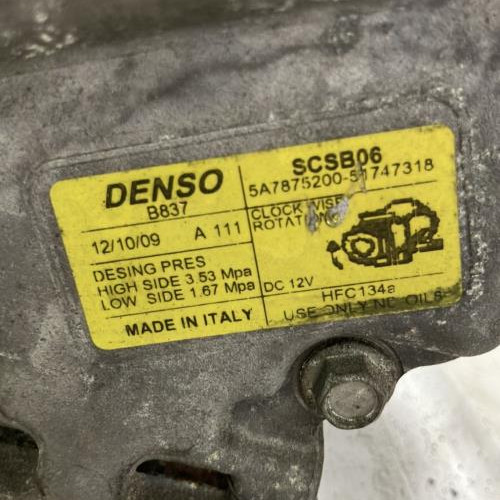 DENSO
B837
12/10/09 A 111
DESING PRES
HIGH SIDE 3.53 Mpa
LOW SIDE 1.67 Mpa
MADE IN ITALY
SCSB06
5A7875200-51747318
CLOCK WISE
ROTATION
DC 12V
HFC134a
USE ONLY ND OIL8